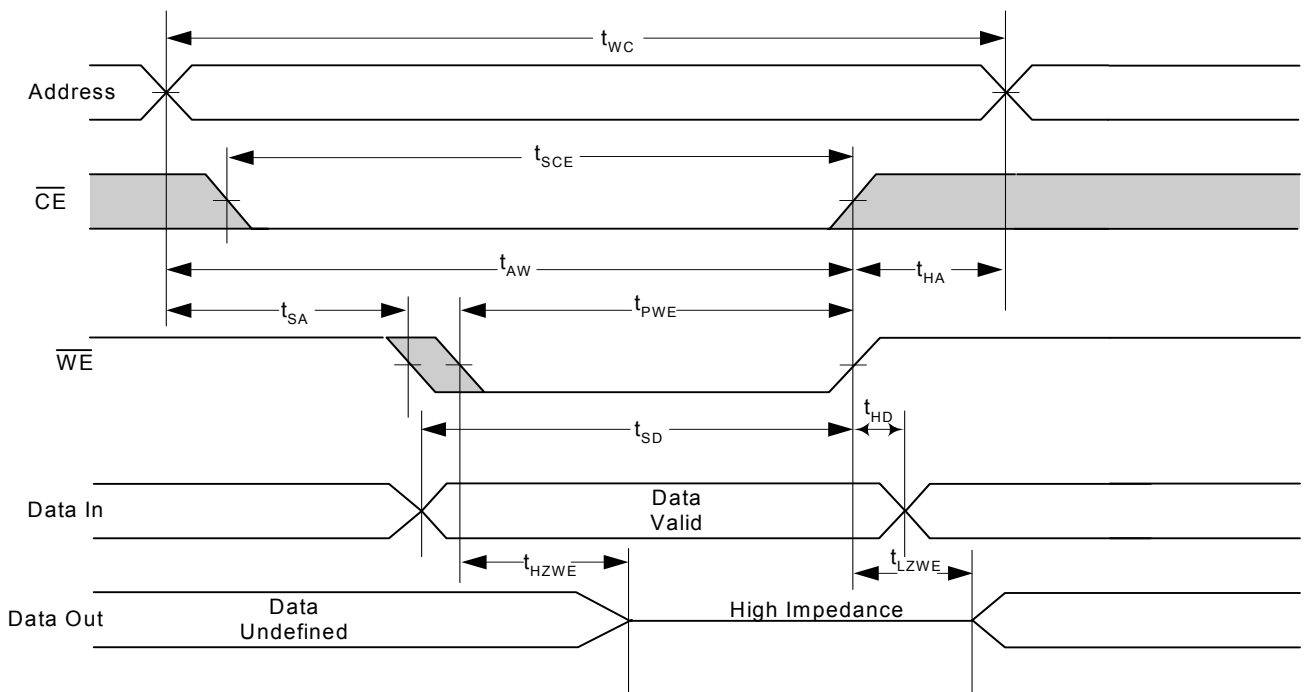 tWC
Address
tSCE
CE
tAW
tHA
tSA
tPWE
WE
tHD
tSD
Data In
Data
Valid
tHZWE
tLZWE
Data Out
Data
Undefined
High Impedance